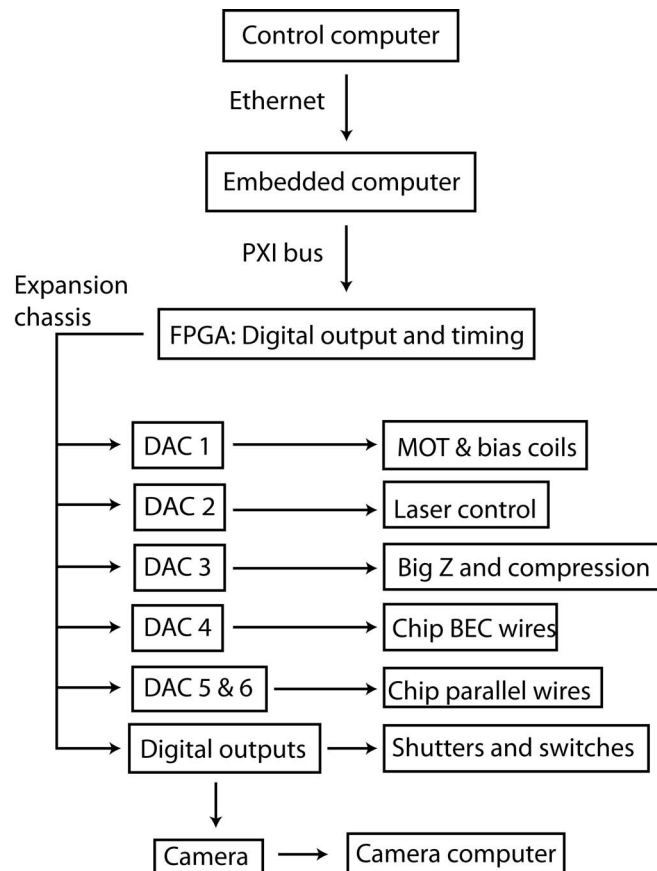 Control computer
Ethernet
Embedded computer
PXI bus
Expansion
chassis
FPGA: Digital output and timing
DAC 1
MOT & bias coils
DAC 2
Laser control
DAC 3
Big Z and compression
DAC 4
Chip BEC wires
DAC 5 & 6
Chip parallel wires
Digital outputs
Shutters and switches
Camera
Camera computer